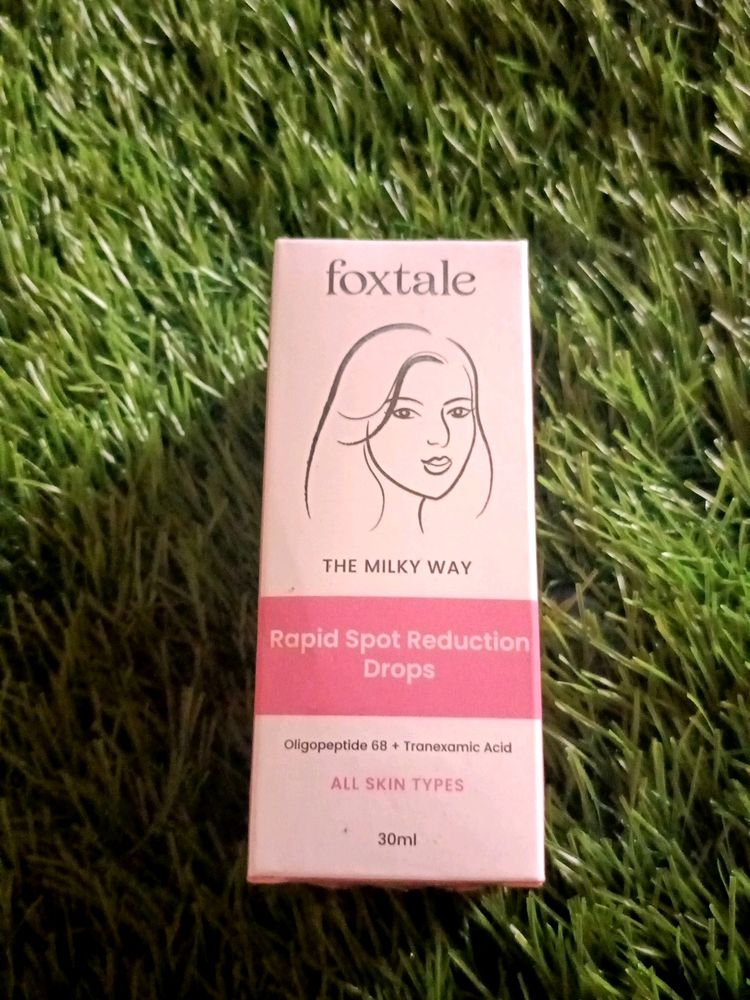 foxtale
THE MILKY WAY
Rapid Spot Reduction
Drops
Oligopeptide 68 + Tranexamic Acid
ALL SKIN TYPES
30ml